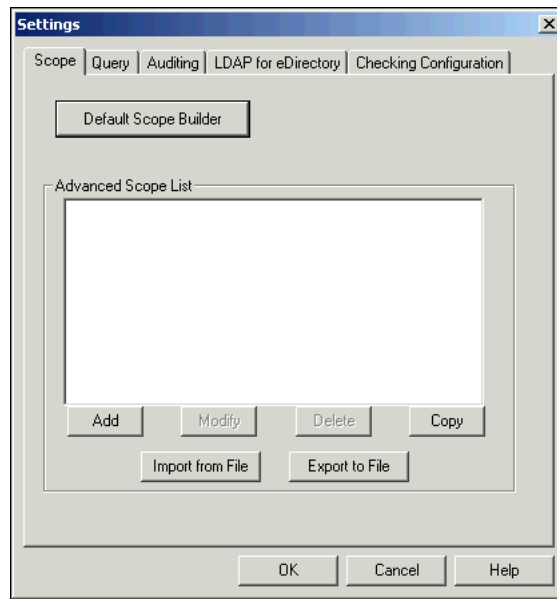 Settings
Scope Query Auditing LDAP for eDirectory Checking Configuration
Default Scope Builder
Advanced Scope List
Add Modify Delete Copy
Import from File Export to File
OK Cancel Help